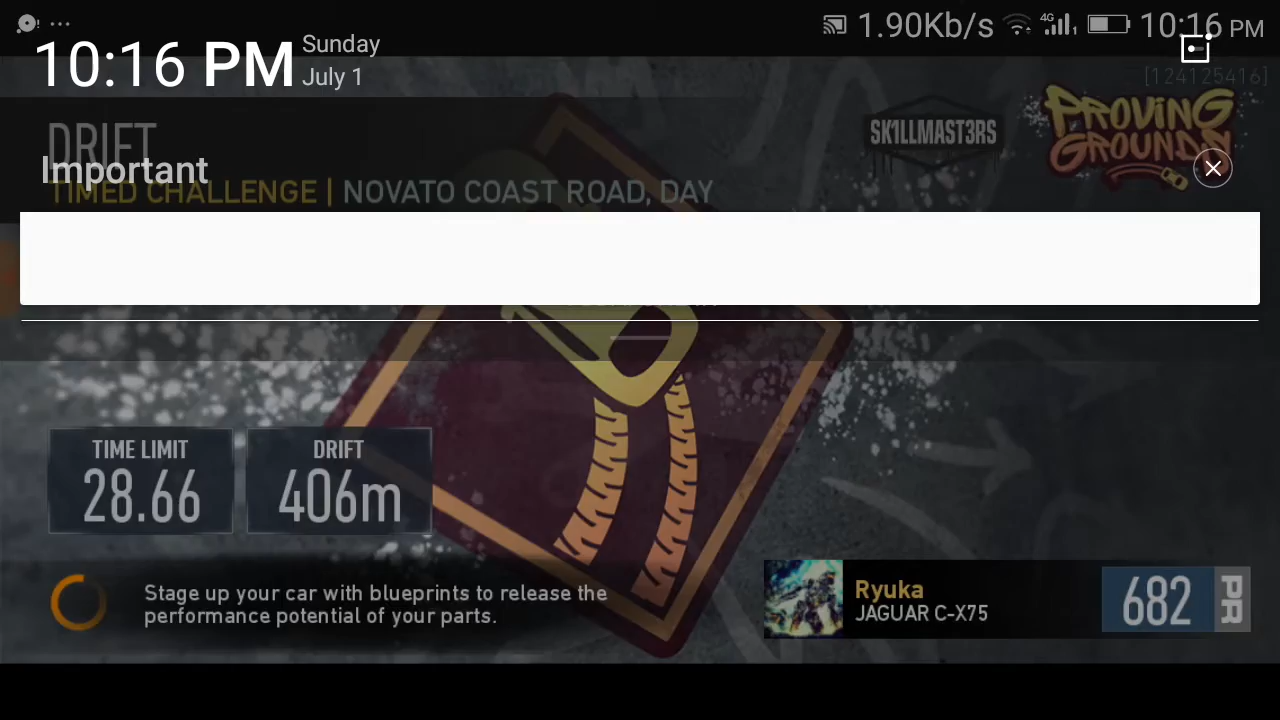 1.90Kb/s 4G 10:16 PM
10:16 PM
Sunday
July 1
[124125416]
DRIFT
SK1LLMAST3RS
PROVING
GROUNDS
Important
TIMED CHALLENGE | NOVATO COAST ROAD, DAY
TIME LIMIT
28.66
DRIFT
406m
Stage up your car with blueprints to release the
performance potential of your parts.
Ryuka
JAGUAR C-X75
682
PR